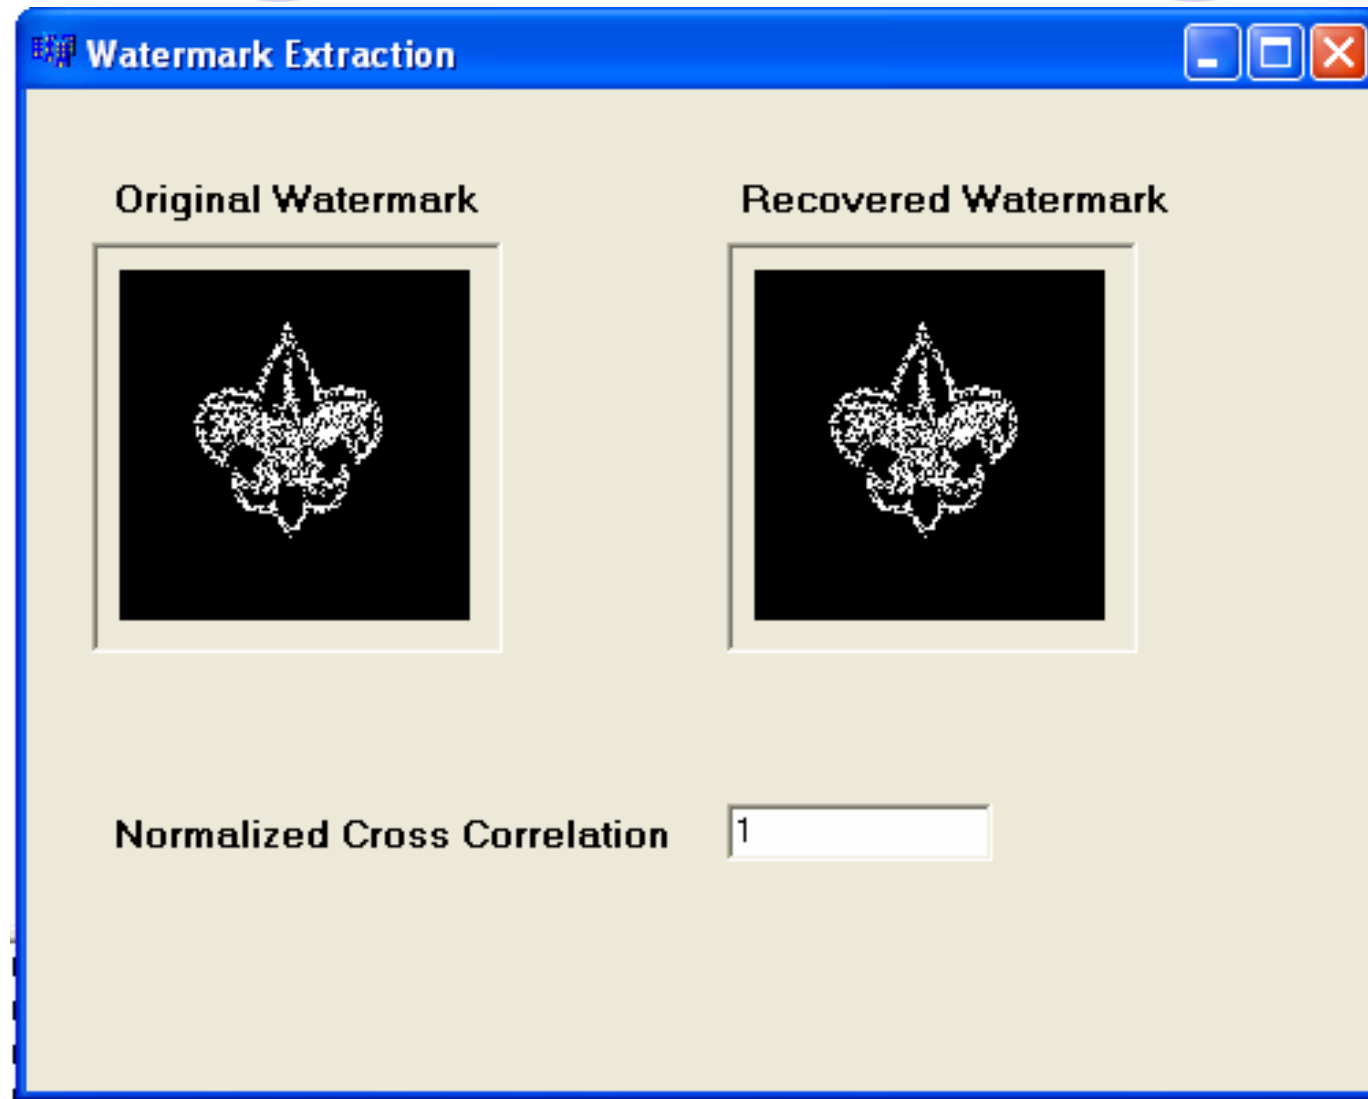 Watermark Extraction
Original Watermark
Recovered Watermark
Normalized Cross Correlation
1